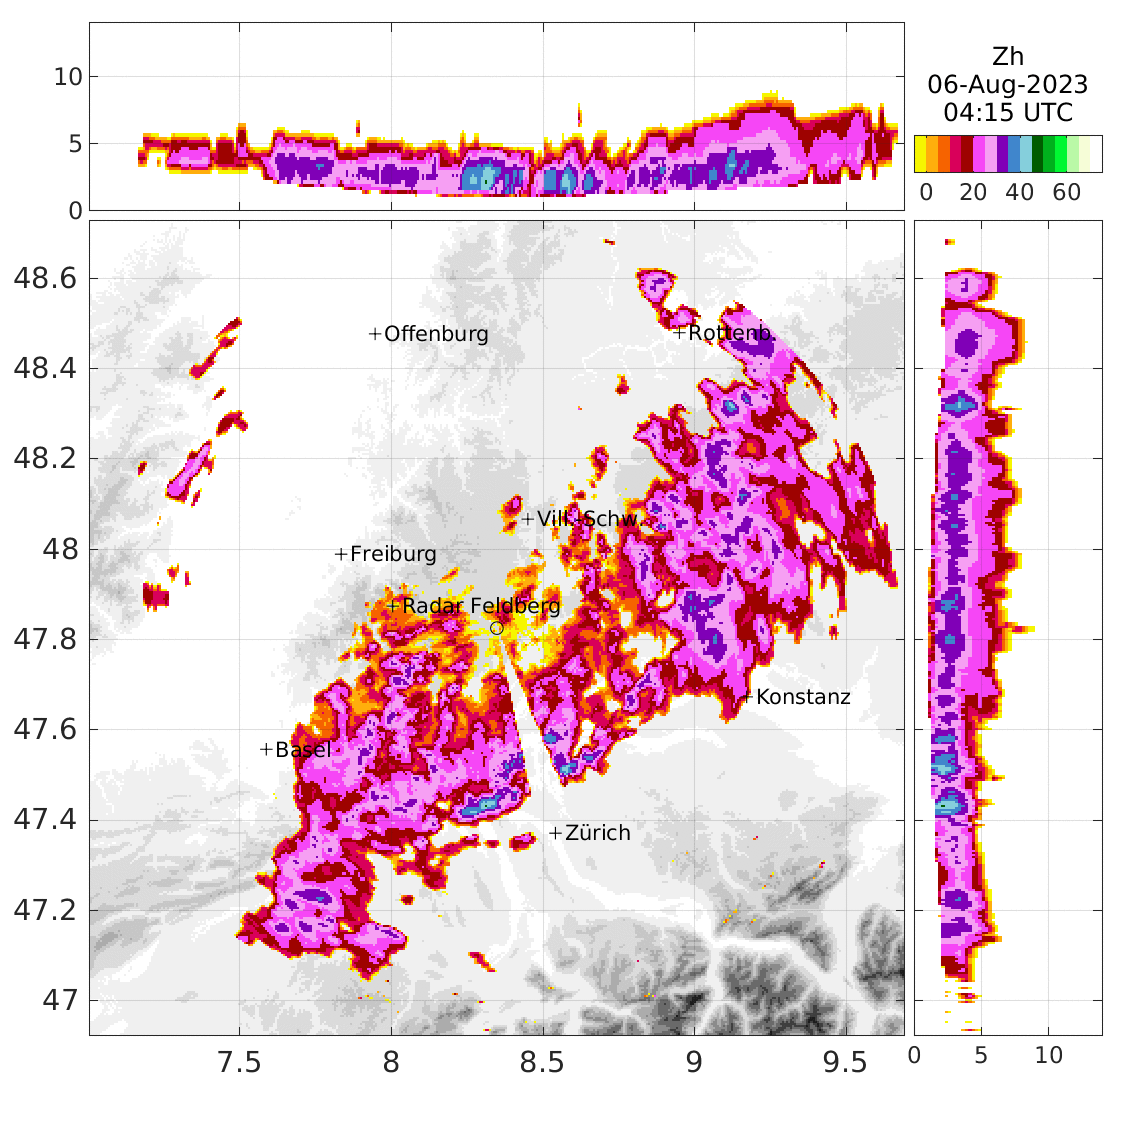 10
5
0
Zh
06-Aug-2023
04:15 UTC
0 20 40 60
48.6
48.4
48.2
48
47.8
47.6
47.4
47.2
47
+Offenburg
+Rottenb.
+Vill.-Schw.
+Freiburg
+Radar Feldberg
+Konstanz
+Basel
+Zürich
7.5 8 8.5 9 9.5
0 5 10